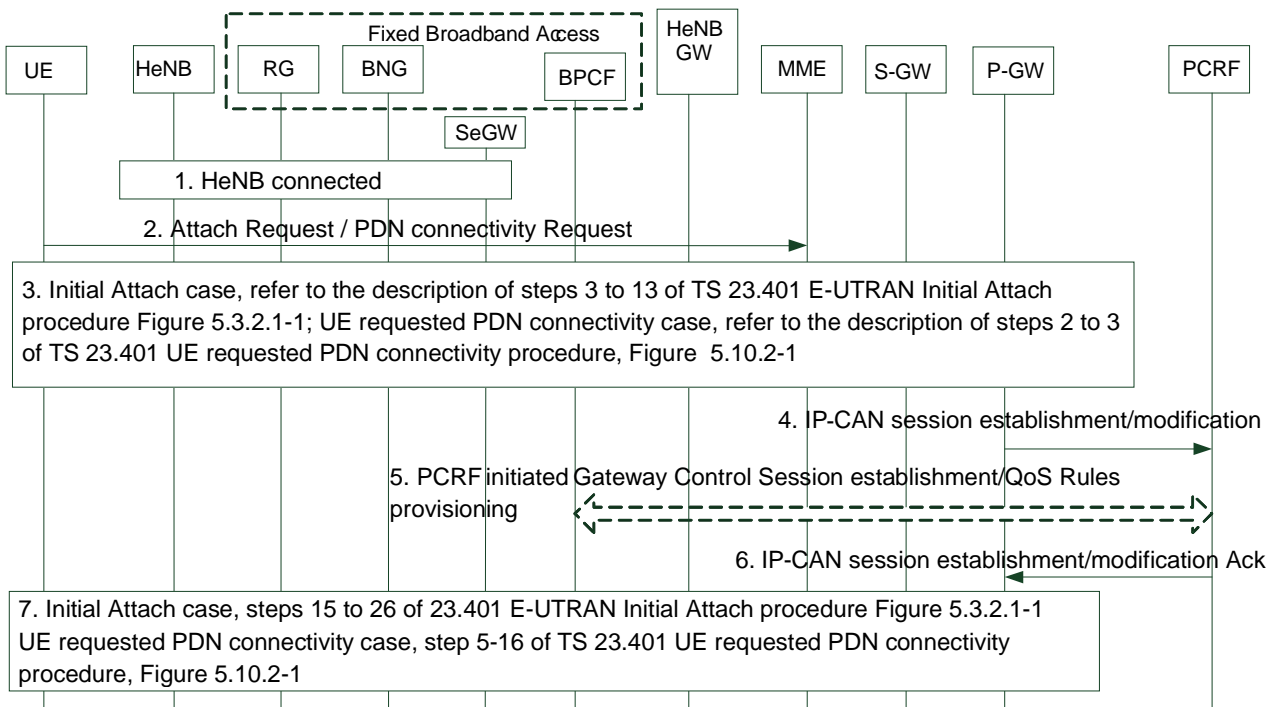 Fixed Broadband Access
HeNB
GW
UE
HeNB
RG
BNG
BPCF
MME
S-GW
P-GW
PCRF
SeGW
1. HeNB connected
2. Attach Request / PDN connectivity Request
3. Initial Attach case, refer to the description of steps 3 to 13 of TS 23.401 E-UTRAN Initial Attach
procedure Figure 5.3.2.1-1; UE requested PDN connectivity case, refer to the description of steps 2 to 3
of TS 23.401 UE requested PDN connectivity procedure, Figure 5.10.2-1
4. IP-CAN session establishment/modification
5. PCRF initiated Gateway Control Session establishment/QoS Rules
provisioning
6. IP-CAN session establishment/modification Ack
7. Initial Attach case, steps 15 to 26 of 23.401 E-UTRAN Initial Attach procedure Figure 5.3.2.1-1
UE requested PDN connectivity case, step 5-16 of TS 23.401 UE requested PDN connectivity
procedure, Figure 5.10.2-1